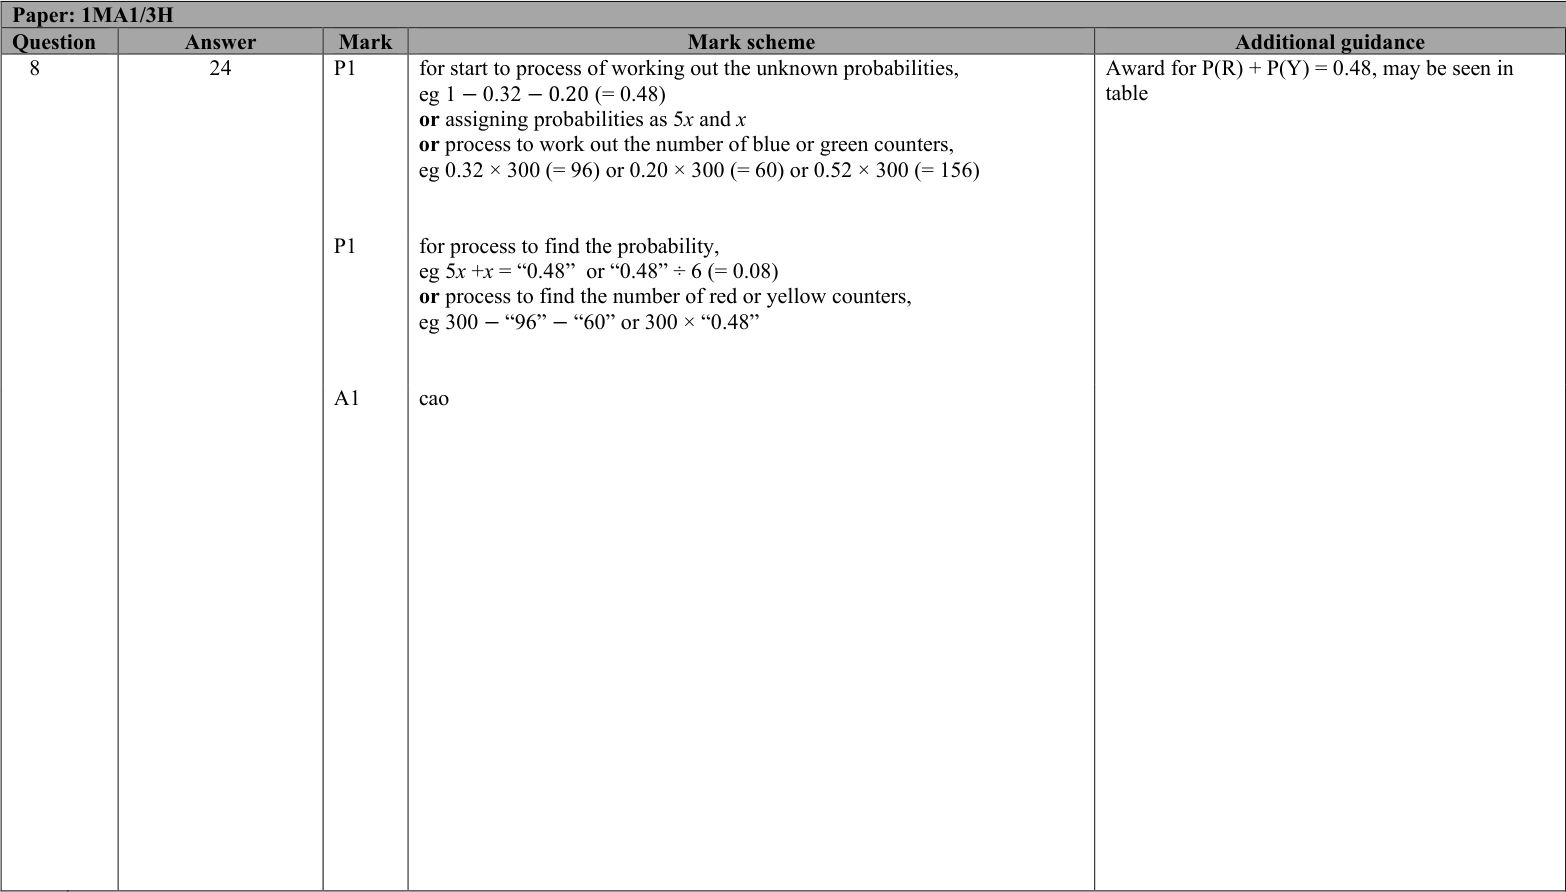 Paper: 1MA1/3H
Question Answer Mark Mark scheme Additional guidance
8 24 P1 for start to process of working out the unknown probabilities, Award for P(R) + P(Y) = 0.48, may be seen in
eg 1 − 0.32 − 0.20 (= 0.48) table
or assigning probabilities as 5x and x
or process to work out the number of blue or green counters,
eg 0.32 × 300 (= 96) or 0.20 × 300 (= 60) or 0.52 × 300 (= 156)
P1 for process to find the probability,
eg 5x +x = “0.48” or “0.48” ÷ 6 (= 0.08)
or process to find the number of red or yellow counters,
eg 300 − “96” − “60” or 300 × “0.48”
A1 cao